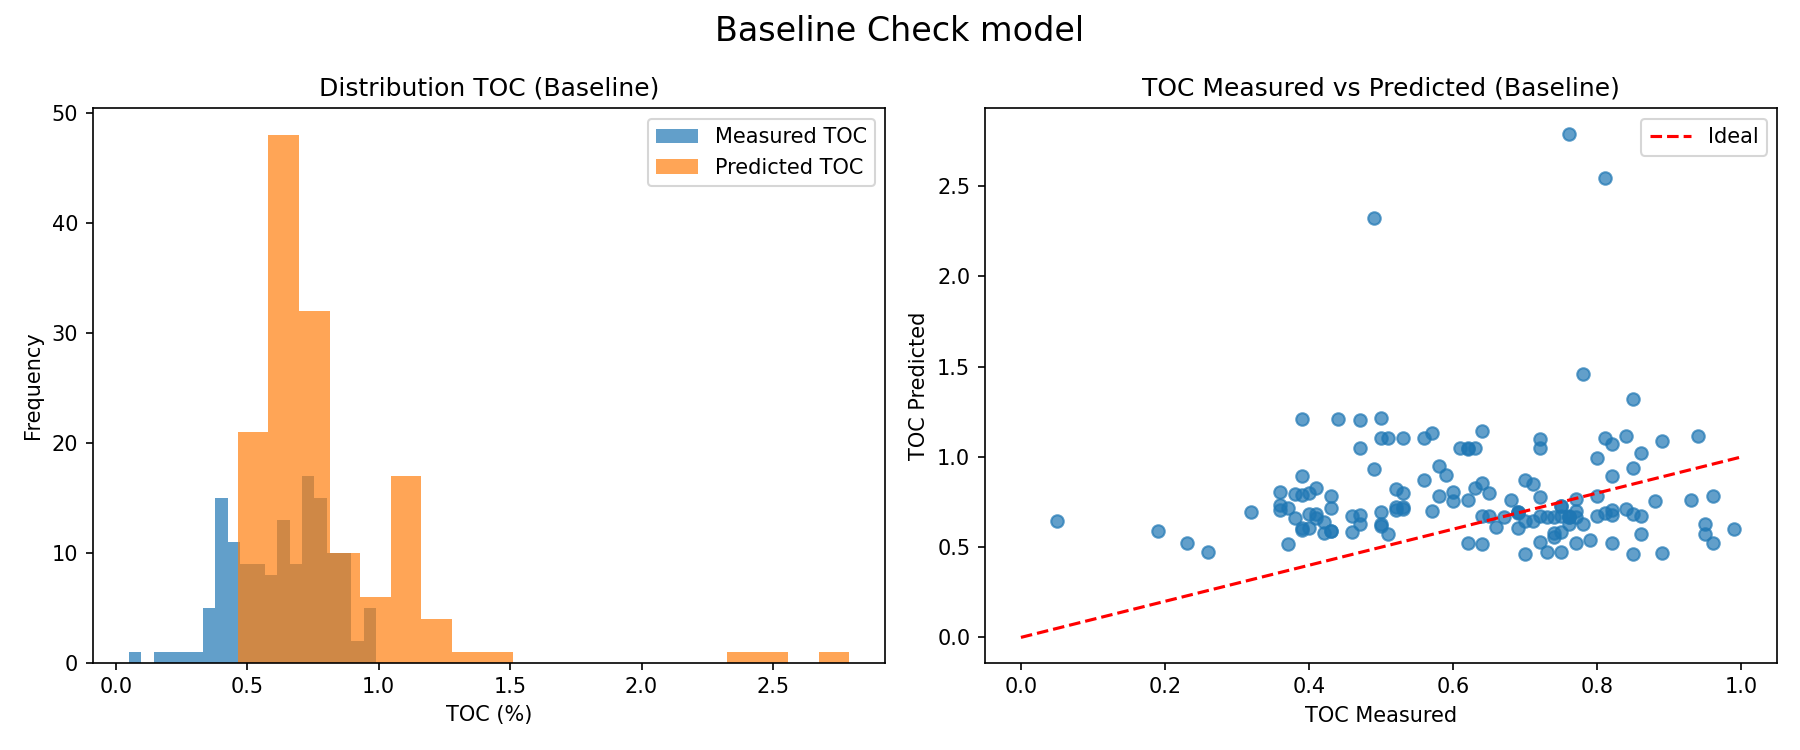 Baseline Check model
Distribution TOC (Baseline)
50
40
30
20
10
0
Frequency
Measured TOC
Predicted TOC
0.0 0.5 1.0 1.5 2.0 2.5
TOC (%)
TOC Measured vs Predicted (Baseline)
2.5
2.0
1.5
1.0
0.5
0.0
TOC Predicted
Ideal
0.0 0.2 0.4 0.6 0.8 1.0
TOC Measured